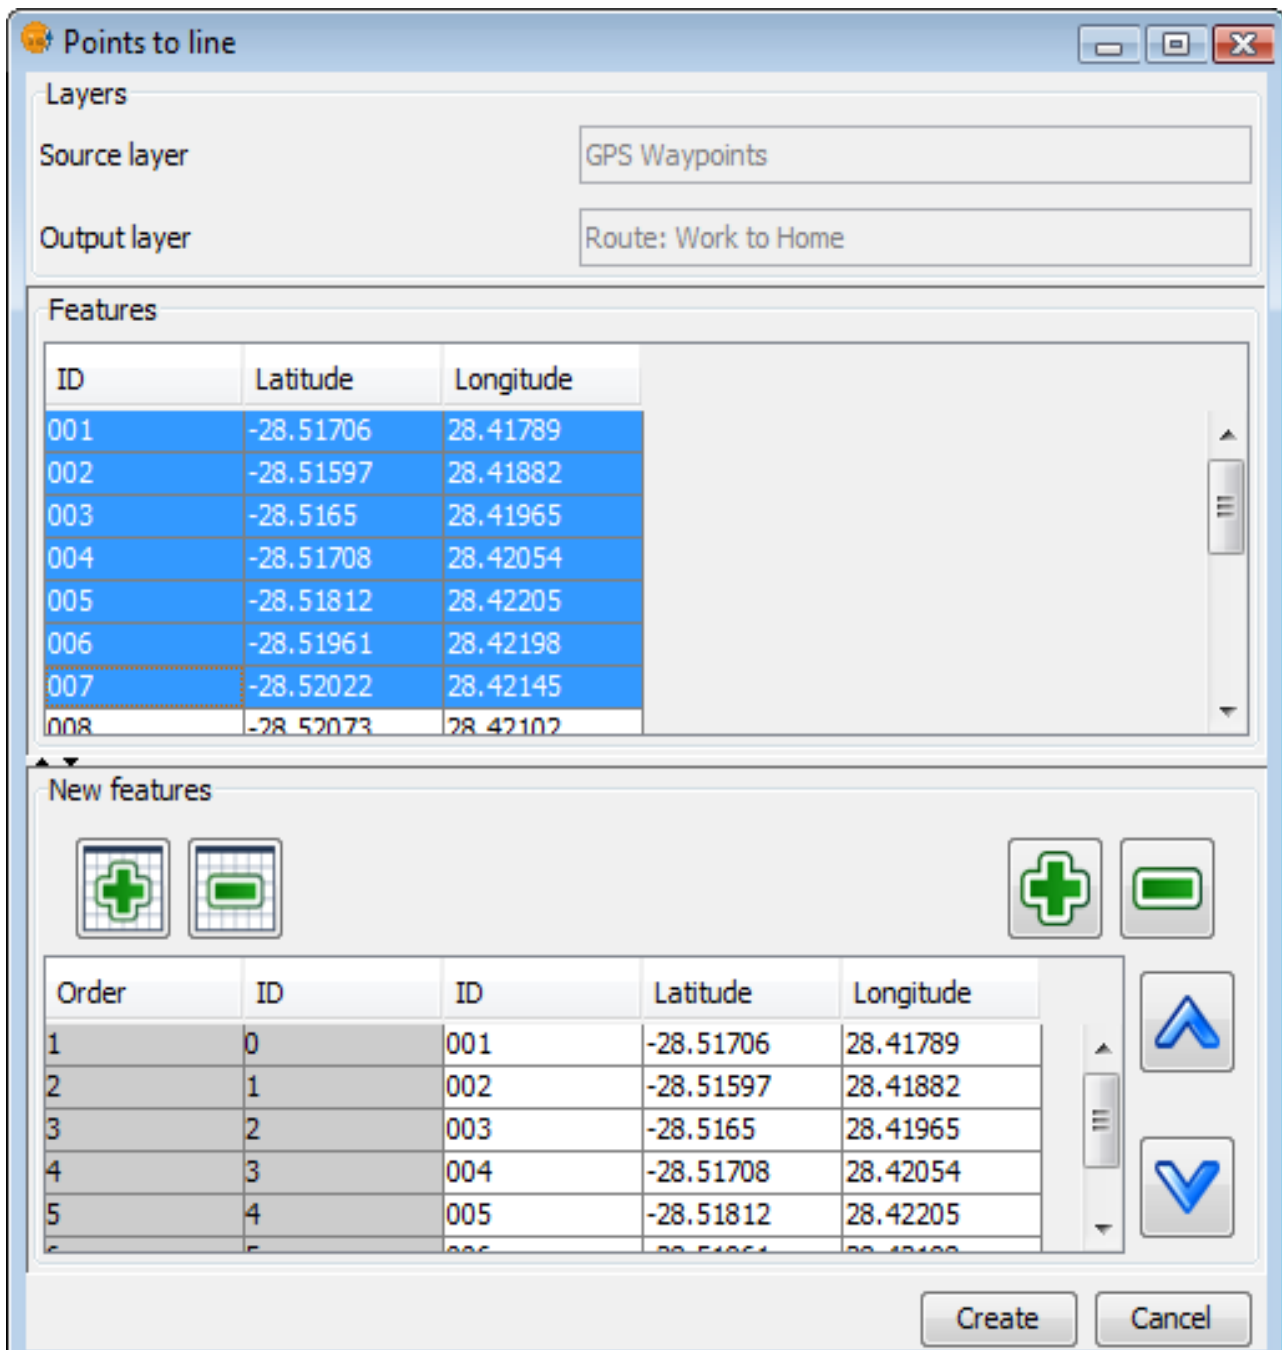 Points to line
Layers
Source layer GPS Waypoints
Output layer Route: Work to Home
Features
ID Latitude Longitude
001 -28.51706 28.41789
002 -28.51597 28.41882
003 -28.5165 28.41965
004 -28.51708 28.42054
005 -28.51812 28.42205
006 -28.51961 28.42198
007 -28.52022 28.42145
008 -28.52073 28.42102
New features
Order ID ID Latitude Longitude
1 0 001 -28.51706 28.41789
2 1 002 -28.51597 28.41882
3 2 003 -28.5165 28.41965
4 3 004 -28.51708 28.42054
5 4 005 -28.51812 28.42205
Create Cancel